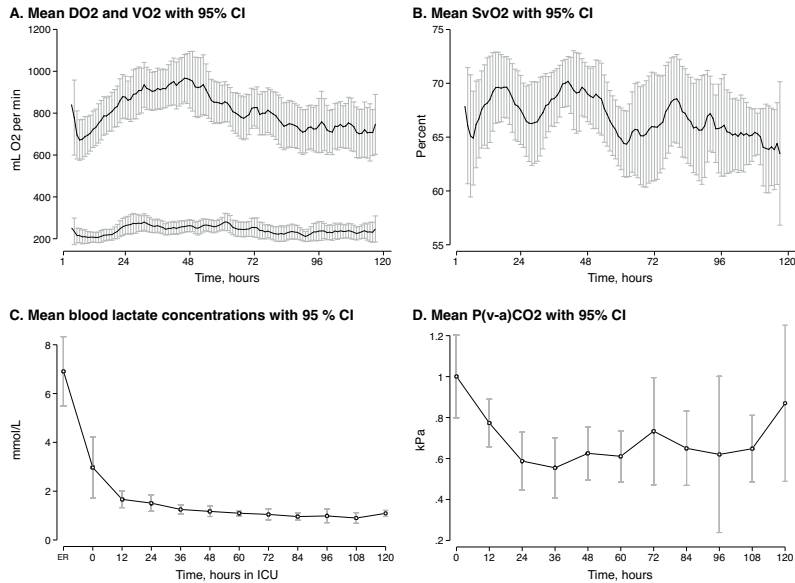 A. Mean DO2 and VO2 with 95% CI
1200
1000
800
600
400
200
mL O2 per min
1 24 48 72 96 120
Time, hours
B. Mean SvO2 with 95% CI
75
70
65
60
55
Percent
1 24 48 72 96 120
Time, hours
C. Mean blood lactate concentrations with 95 % CI
8
6
4
2
0
mmol/L
ER 0 12 24 36 48 60 72 84 96 108 120
Time, hours in ICU
D. Mean P(v-a)CO2 with 95% CI
1.2
1
.8
.6
.4
.2
kPa
0 12 24 36 48 60 72 84 96 108 120
Time, hours